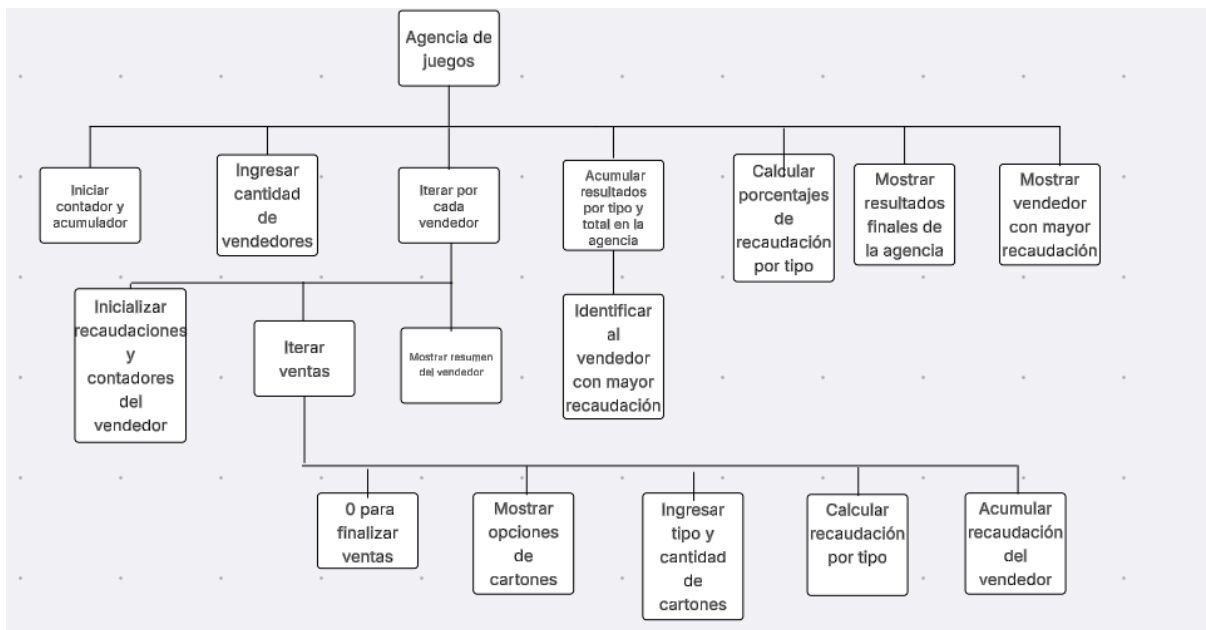 Agencia de
juegos
Iniciar
contador y
acumulador
Ingresar
cantidad
de
vendedores
Iterar por
cada
vendedor
Acumular
resultados
por tipo y
total en la
agencia
Calcular
porcentajes
de
recaudación
por tipo
Mostrar
resultados
finales de
la agencia
Mostrar
vendedor
con mayor
recaudación
Inicializar
recaudaciones
y
contadores
del
vendedor
Iterar
ventas
Mostrar resumen
del vendedor
Identificar
al
vendedor
con mayor
recaudación
0 para
finalizar
ventas
Mostrar
opciones
de
cartones
Ingresar
tipo y
cantidad
de
cartones
Calcular
recaudación
por tipo
Acumular
recaudación
del
vendedor